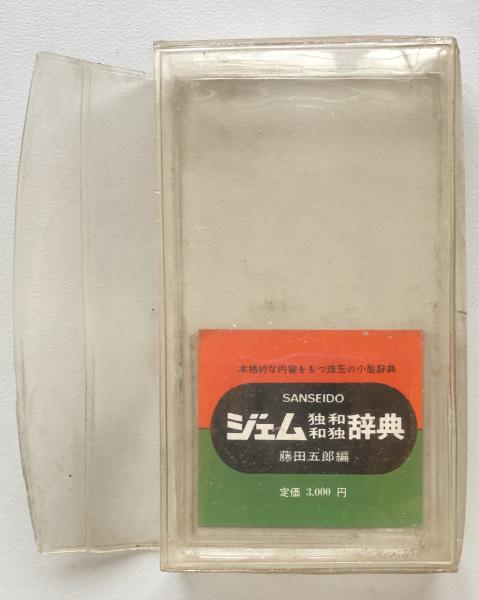 本格的な内容をもつ珠玉の小型辞典
SANSEIDO
ジェム 独和 和独 辞典
藤田五郎編
定価 3,000 円